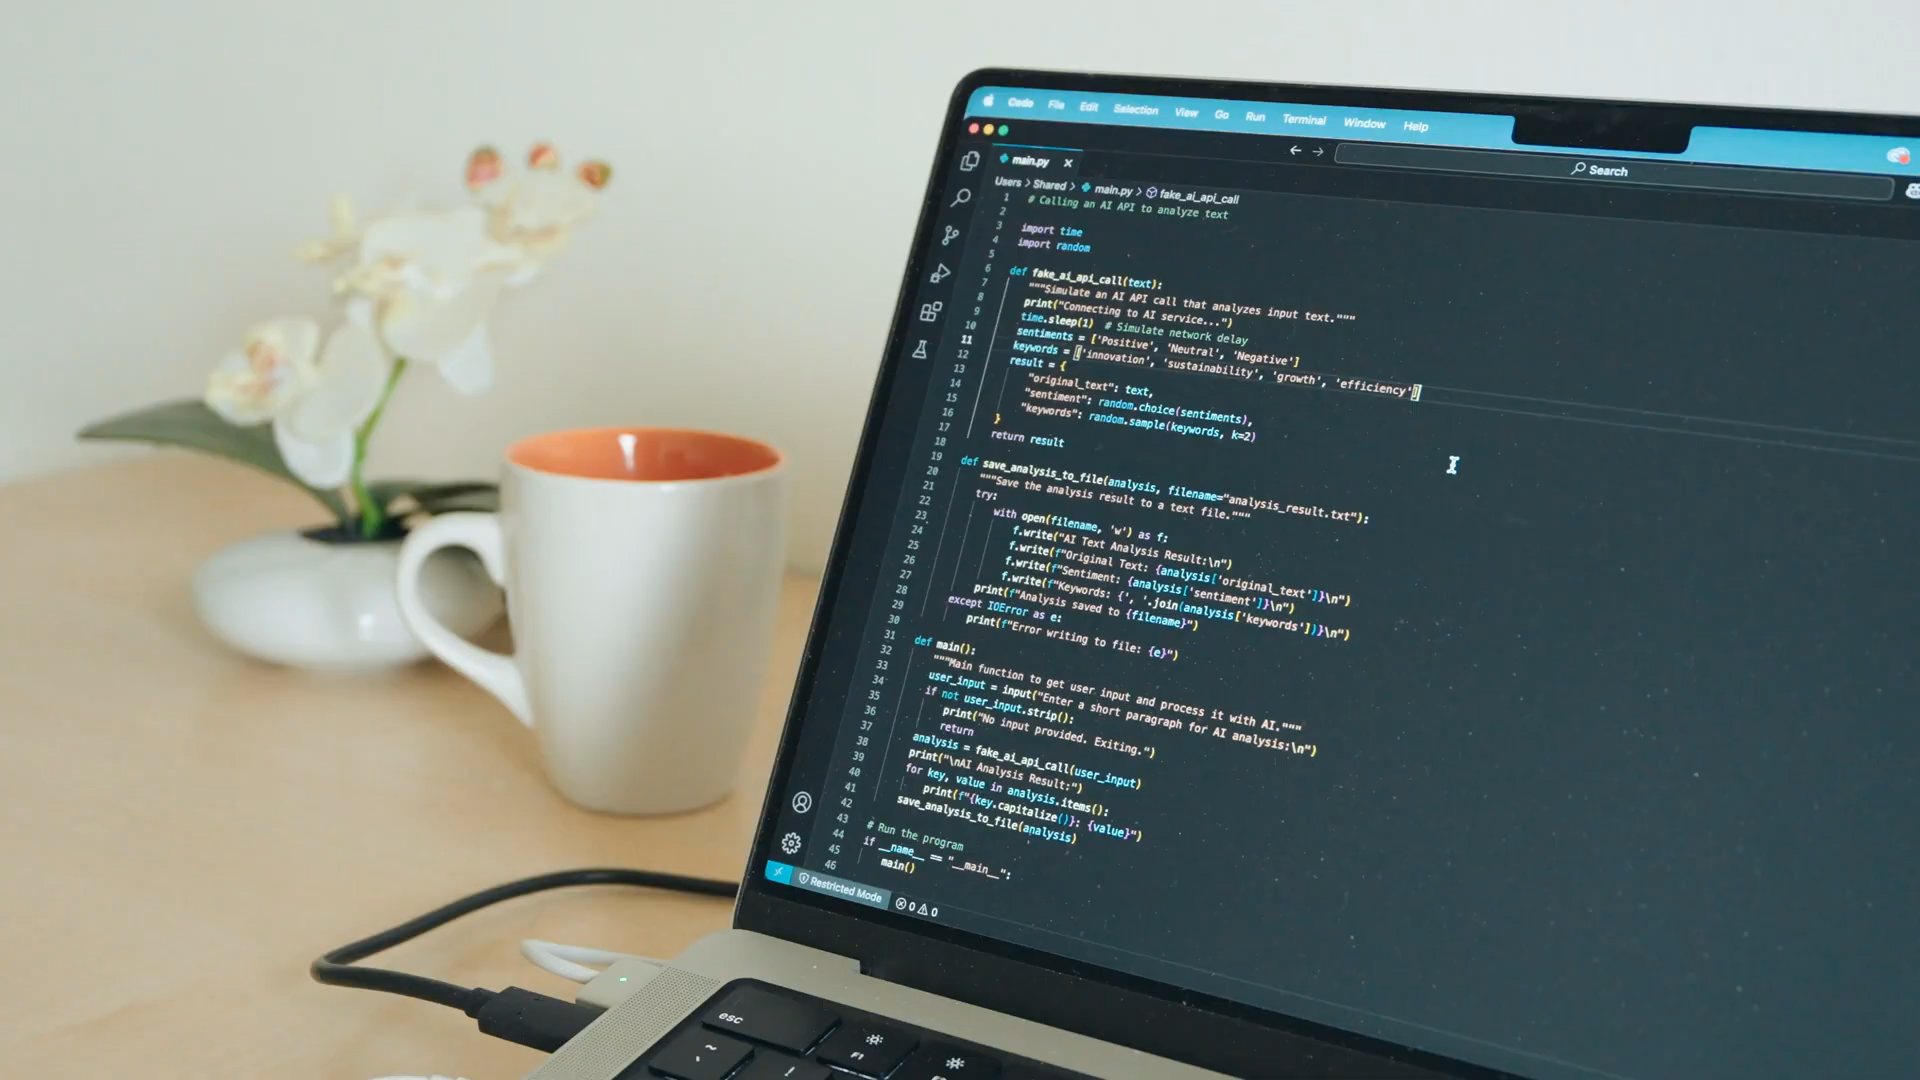 Code File Edit Selection View Go Run Terminal Window Help
main.py
Search
Users > Shared > main.py > fake_ai_api_call
1 # Calling an AI API to analyze text
2
3 import time
4 import random
5
6 def fake_ai_api_call(text):
7 """Simulate an AI API call that analyzes input text."""
8 print("Connecting to AI service...")
9 time.sleep(1) # Simulate network delay
10 sentiments = ['Positive', 'Neutral', 'Negative']
11 keywords = ['innovation', 'sustainability', 'growth', 'efficiency']
12 result = {
13 "original_text": text,
14 "sentiment": random.choice(sentiments),
15 "keywords": random.sample(keywords, k=2)
16 }
17 return result
18
19 def save_analysis_to_file(analysis, filename="analysis_result.txt"):
20 """Save the analysis result to a text file."""
21 try:
22 with open(filename, 'w') as f:
23 f.write("AI Text Analysis Result:\n")
24 f.write(f"Original Text: {analysis['original_text']}\n")
25 f.write(f"Sentiment: {analysis['sentiment']}\n")
26 f.write(f"Keywords: {', '.join(analysis['keywords'])}\n")
27 print(f"Analysis saved to {filename}")
28 except IOError as e:
29 print(f"Error writing to file: {e}")
30
31 def main():
32 """Main function to get user input and process it with AI."""
33 user_input = input("Enter a short paragraph for AI analysis:\n")
34 if not user_input.strip():
35 print("No input provided. Exiting.")
36 return
37 analysis = fake_ai_api_call(user_input)
38 print("\nAI Analysis Result:")
39 for key, value in analysis.items():
40 print(f"{key.capitalize()}: {value}")
41 save_analysis_to_file(analysis)
42
43 # Run the program
44 if __name__ == "__main__":
45 main()
46
Restricted Mode 0 0
esc
F1
~
!